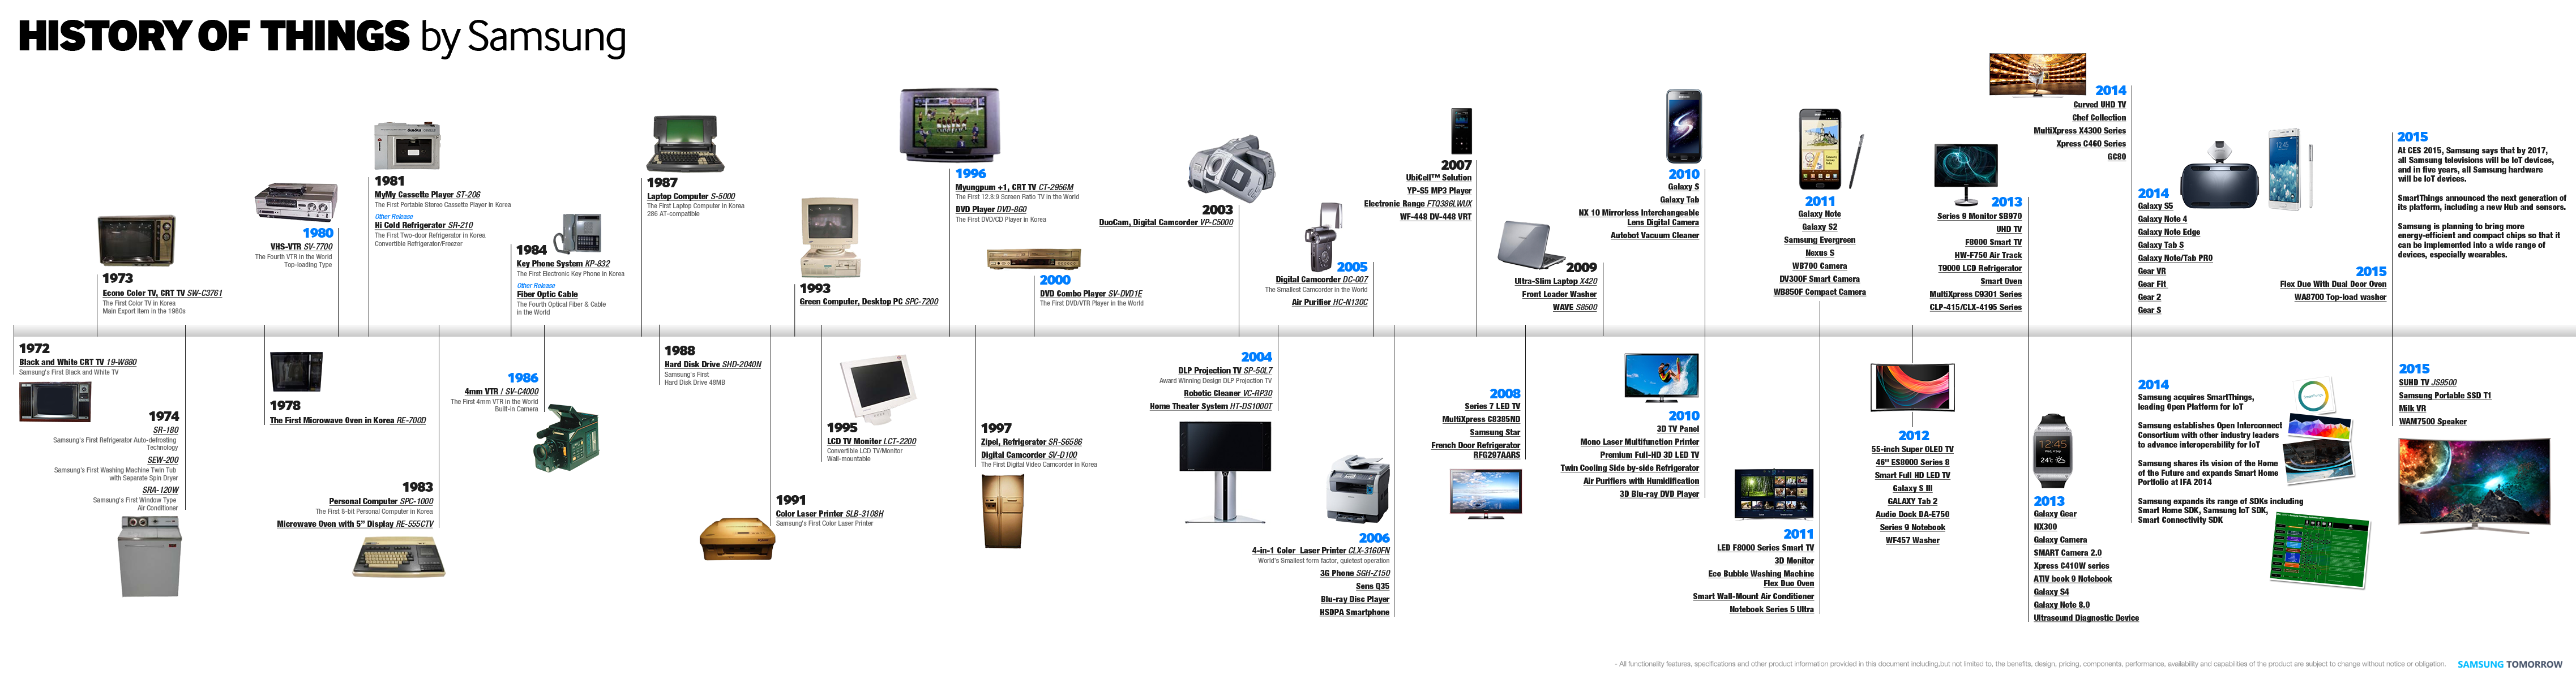 HISTORY OF THINGS by Samsung
1972
Black and White CRT TV 19-W880
Samsung's First Black and White TV
1973
Econo Color TV, CRT TV SW-C3761
The First Color TV in Korea
Main Export Item in the 1980s
1974
SR-180
Samsung's First Refrigerator Auto-defrosting
Technology
SEW-200
Samsung's First Washing Machine Twin Tub
with Separate Spin Dryer
SRA-120W
Samsung's First Window Type
Air Conditioner
1978
The First Microwave Oven in Korea RE-700D
1980
VHS-VTR SV-7700
The Fourth VTR in the World
Top-loading Type
1981
MyMy Cassette Player ST-206
The First Portable Stereo Cassette Player in Korea
Other Release
Hi Cold Refrigerator SR-210
The First Two-door Refrigerator in Korea
Convertible Refrigerator/Freezer
1983
Personal Computer SPC-1000
The First 8-bit Personal Computer in Korea
Microwave Oven with 5" Display RE-555CTV
1984
Key Phone System KP-832
The First Electronic Key Phone in Korea
Other Release
Fiber Optic Cable
The Fourth Optical Fiber & Cable
in the World
1986
4mm VTR / SV-C4000
The First 4mm VTR in the World
Built-in Camera
1987
Laptop Computer S-5000
The First Laptop Computer in Korea
286 AT-compatible
1988
Hard Disk Drive SHD-2040N
Samsung's First
Hard Disk Drive 48MB
1991
Color Laser Printer SLB-3108H
Samsung's First Color Laser Printer
1993
Green Computer, Desktop PC SPC-7200
1995
LCD TV Monitor LCT-2200
Convertible LCD TV/Monitor
Wall-mountable
1996
Myungpum +1, CRT TV CT-2956M
The First 12.8:9 Screen Ratio TV in the World
DVD Player DVD-860
The First DVD/CD Player in Korea
1997
Zipel, Refrigerator SR-S6586
Digital Camcorder SV-D100
The First Digital Video Camcorder in Korea
2000
DVD Combo Player SV-DVD1E
The First DVD/VTR Player in the World
2003
DuoCam, Digital Camcorder VP-C5000
2004
DLP Projection TV SP-50L7
Award Winning Design DLP Projection TV
Robotic Cleaner VC-RP30
Home Theater System HT-DS1000T
2005
Digital Camcorder DC-007
The Smallest Camcorder in the World
Air Purifier HC-N130C
2006
4-in-1 Color Laser Printer CLX-3160FN
World's Smallest form factor, quietest operation
3G Phone SGH-Z150
Sens Q35
Blu-ray Disc Player
HSDPA Smartphone
2007
UbiCell™ Solution
YP-S5 MP3 Player
Electronic Range FTQ386LWUX
WF-448 DV-448 VRT
2008
Series 7 LED TV
MultiXpress C8385ND
Samsung Star
French Door Refrigerator
RFG297AARS
2009
Ultra-Slim Laptop X420
Front Loader Washer
WAVE S8500
2010
Galaxy S
Galaxy Tab
NX 10 Mirrorless Interchangeable
Lens Digital Camera
Autobot Vacuum Cleaner
2010
3D TV Panel
Mono Laser Multifunction Printer
Premium Full-HD 3D LED TV
Twin Cooling Side by-side Refrigerator
Air Purifiers with Humidification
3D Blu-ray DVD Player
2011
Galaxy Note
Galaxy S2
Samsung Evergreen
Nexus S
WB700 Camera
DV300F Smart Camera
WB850F Compact Camera
2011
LED F8000 Series Smart TV
3D Monitor
Eco Bubble Washing Machine
Flex Duo Oven
Smart Wall-Mount Air Conditioner
Notebook Series 5 Ultra
2012
55-inch Super OLED TV
46" ES8000 Series 8
Smart Full HD LED TV
Galaxy S III
GALAXY Tab 2
Audio Dock DA-E750
Series 9 Notebook
WF457 Washer
2013
Series 9 Monitor SB970
UHD TV
F8000 Smart TV
HW-F750 Air Track
T9000 LCD Refrigerator
Smart Oven
MultiXpress C9301 Series
CLP-415/CLX-4195 Series
2013
Galaxy Gear
NX300
Galaxy Camera
SMART Camera 2.0
Xpress C410W series
ATIV book 9 Notebook
Galaxy S4
Galaxy Note 8.0
Ultrasound Diagnostic Device
2014
Curved UHD TV
Chef Collection
MultiXpress X4300 Series
Xpress C460 Series
GC80
2014
Galaxy S5
Galaxy Note 4
Galaxy Note Edge
Galaxy Tab S
Galaxy Note/Tab PRO
Gear VR
Gear Fit
Gear 2
Gear S
2014
Samsung acquires SmartThings,
leading Open Platform for IoT
Samsung establishes Open Interconnect
Consortium with other industry leaders
to advance interoperability for IoT
Samsung shares its vision of the Home
of the Future and expands Smart Home
Portfolio at IFA 2014
Samsung expands its range of SDKs including
Smart Home SDK, Samsung IoT SDK,
Smart Connectivity SDK
2015
At CES 2015, Samsung says that by 2017,
all Samsung televisions will be IoT devices,
and in five years, all Samsung hardware
will be IoT devices.
SmartThings announced the next generation of
its platform, including a new Hub and sensors.
Samsung is planning to bring more
energy-efficient and compact chips so that it
can be implemented into a wide range of
devices, especially wearables.
2015
Flex Duo With Dual Door Oven
WA8700 Top-load washer
2015
SUHD TV JS9500
Samsung Portable SSD T1
Milk VR
WAM7500 Speaker
12:45
24°C
- All functionality features, specifications and other product information provided in this document including,but not limited to, the benefits, design, pricing, components, performance, availability and capabilities of the product are subject to change without notice or obligation.
SAMSUNG TOMORROW